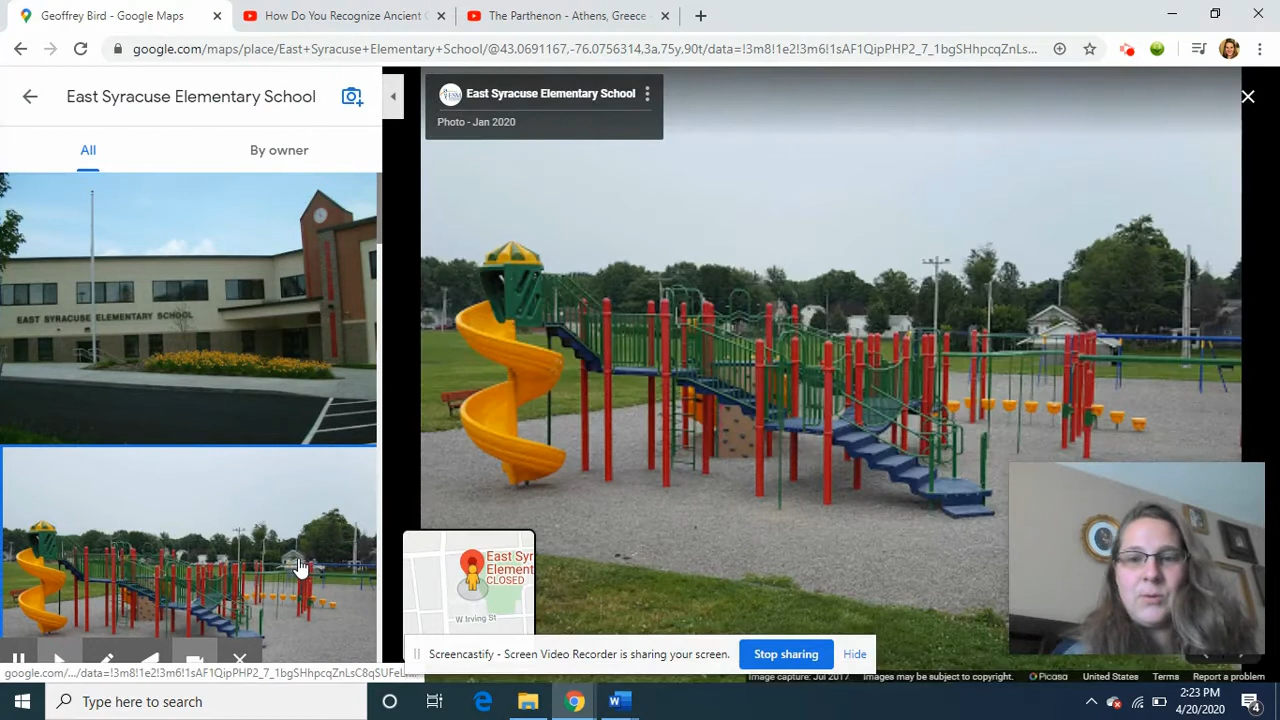 Geoffrey Bird - Google Maps
How Do You Recognize Ancient
The Parthenon - Athens, Greece -
google.com/maps/place/East+Syracuse+Elementary+School/@43.0691167,-76.0756314,3a,75y,90t/data=!3m8!1e2!3m6!1sAF1QipPHP2_7_1bgSHhpcqZnLs...
East Syracuse Elementary School
All
By owner
EAST SYRACUSE ELEMENTARY SCHOOL
East Syracuse Elementary School
Photo - Jan 2020
East Syr
Element
CLOSED
W Irving St
Screencastify - Screen Video Recorder is sharing your screen.
Stop sharing
Hide
google.com/.../data=!3m8!1e2!3m6!1sAF1QipPHP2_7_1bgSHhpcqZnLsC8qSUFeL
Image capture: Jul 2017
Images may be subject to copyright.
Picasa
United States
Terms
Report a problem
Type here to search
2:23 PM
4/20/2020
4